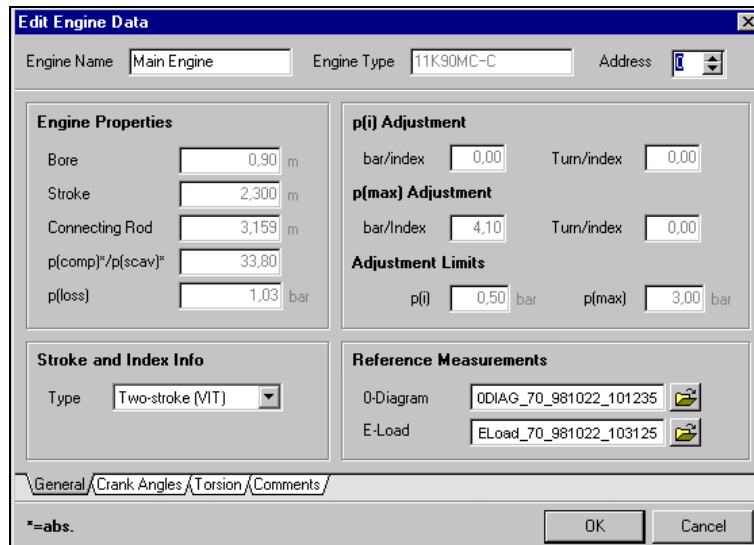 Edit Engine Data
Engine Name Main Engine Engine Type 11K90MC-C Address 0
Engine Properties
Bore 0,90 m
Stroke 2,300 m
Connecting Rod 3,159 m
p(comp)*/p(scav)* 33,80
p(loss) 1,03 bar
p(i) Adjustment
bar/index 0,00 Turn/index 0,00
p(max) Adjustment
bar/Index 4,10 Turn/index 0,00
Adjustment Limits
p(i) 0,50 bar p(max) 3,00 bar
Stroke and Index Info
Type Two-stroke (VIT)
Reference Measurements
0-Diagram 0DIAG_70_981022_101235
E-Load ELoad_70_981022_103125
General Crank Angles Torsion Comments
*=abs. OK Cancel